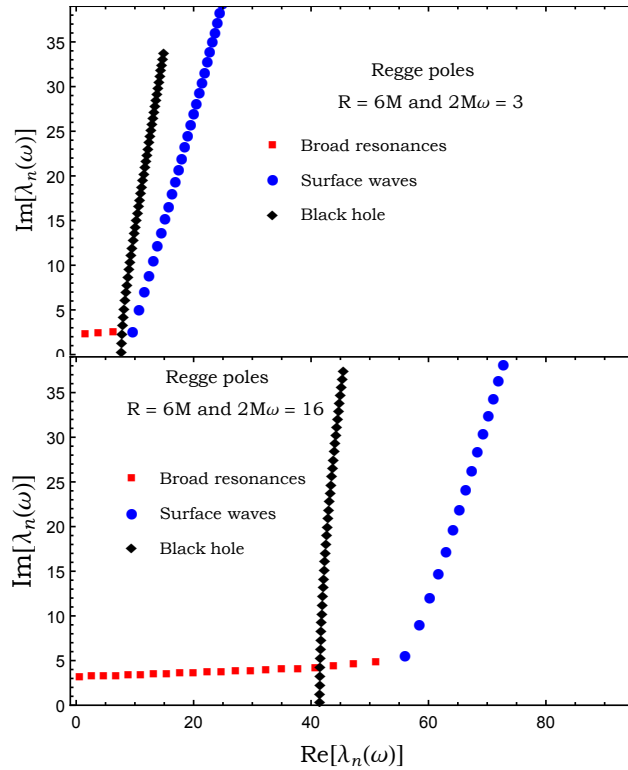 35
30
25
20
15
10
5
0
Im[λn(ω)]
Regge poles
R = 6M and 2Mω = 3
Broad resonances
Surface waves
Black hole
35
30
25
20
15
10
5
0
Im[λn(ω)]
Regge poles
R = 6M and 2Mω = 16
Broad resonances
Surface waves
Black hole
0 20 40 60 80
Re[λn(ω)]